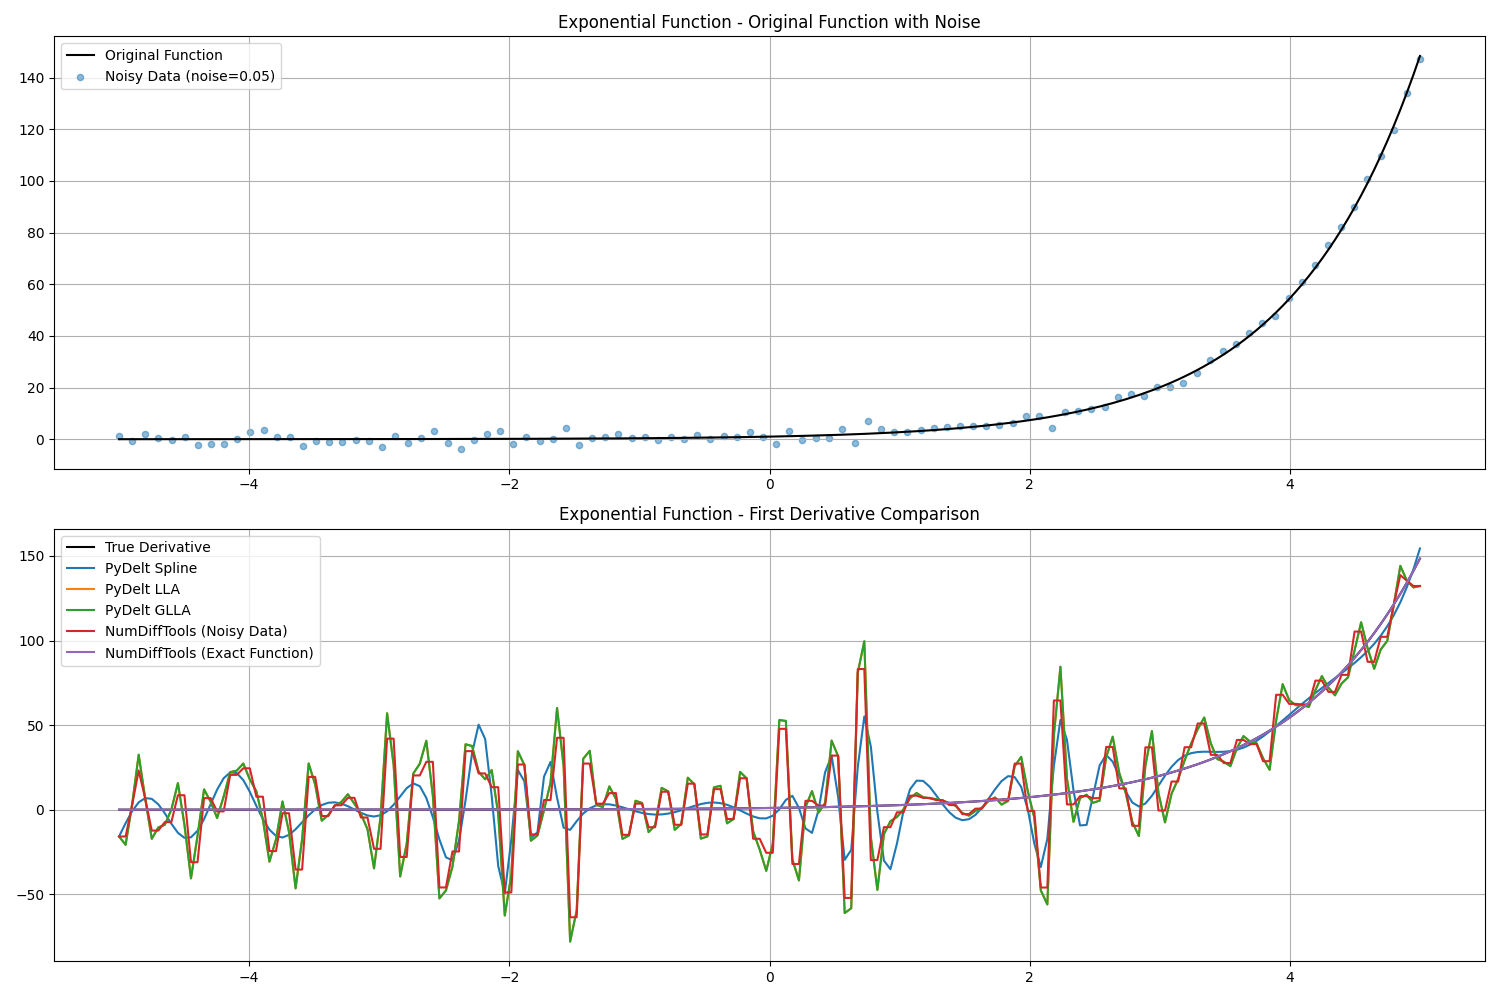 Exponential Function - Original Function with Noise
Original Function
Noisy Data (noise=0.05)
140
120
100
80
60
40
20
0
−4 −2 0 2 4
Exponential Function - First Derivative Comparison
True Derivative
PyDelt Spline
PyDelt LLA
PyDelt GLLA
NumDiffTools (Noisy Data)
NumDiffTools (Exact Function)
150
100
50
0
−50
−4 −2 0 2 4